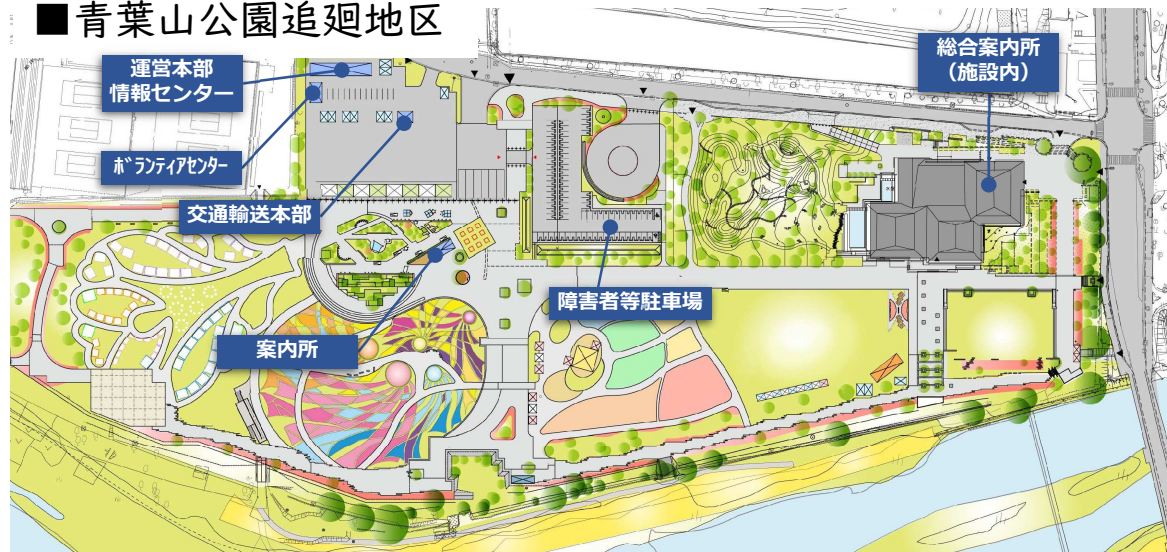 ■青葉山公園追廻地区
運営本部
情報センター
総合案内所
（施設内）
ボランティアセンター
交通輸送本部
障害者等駐車場
案内所